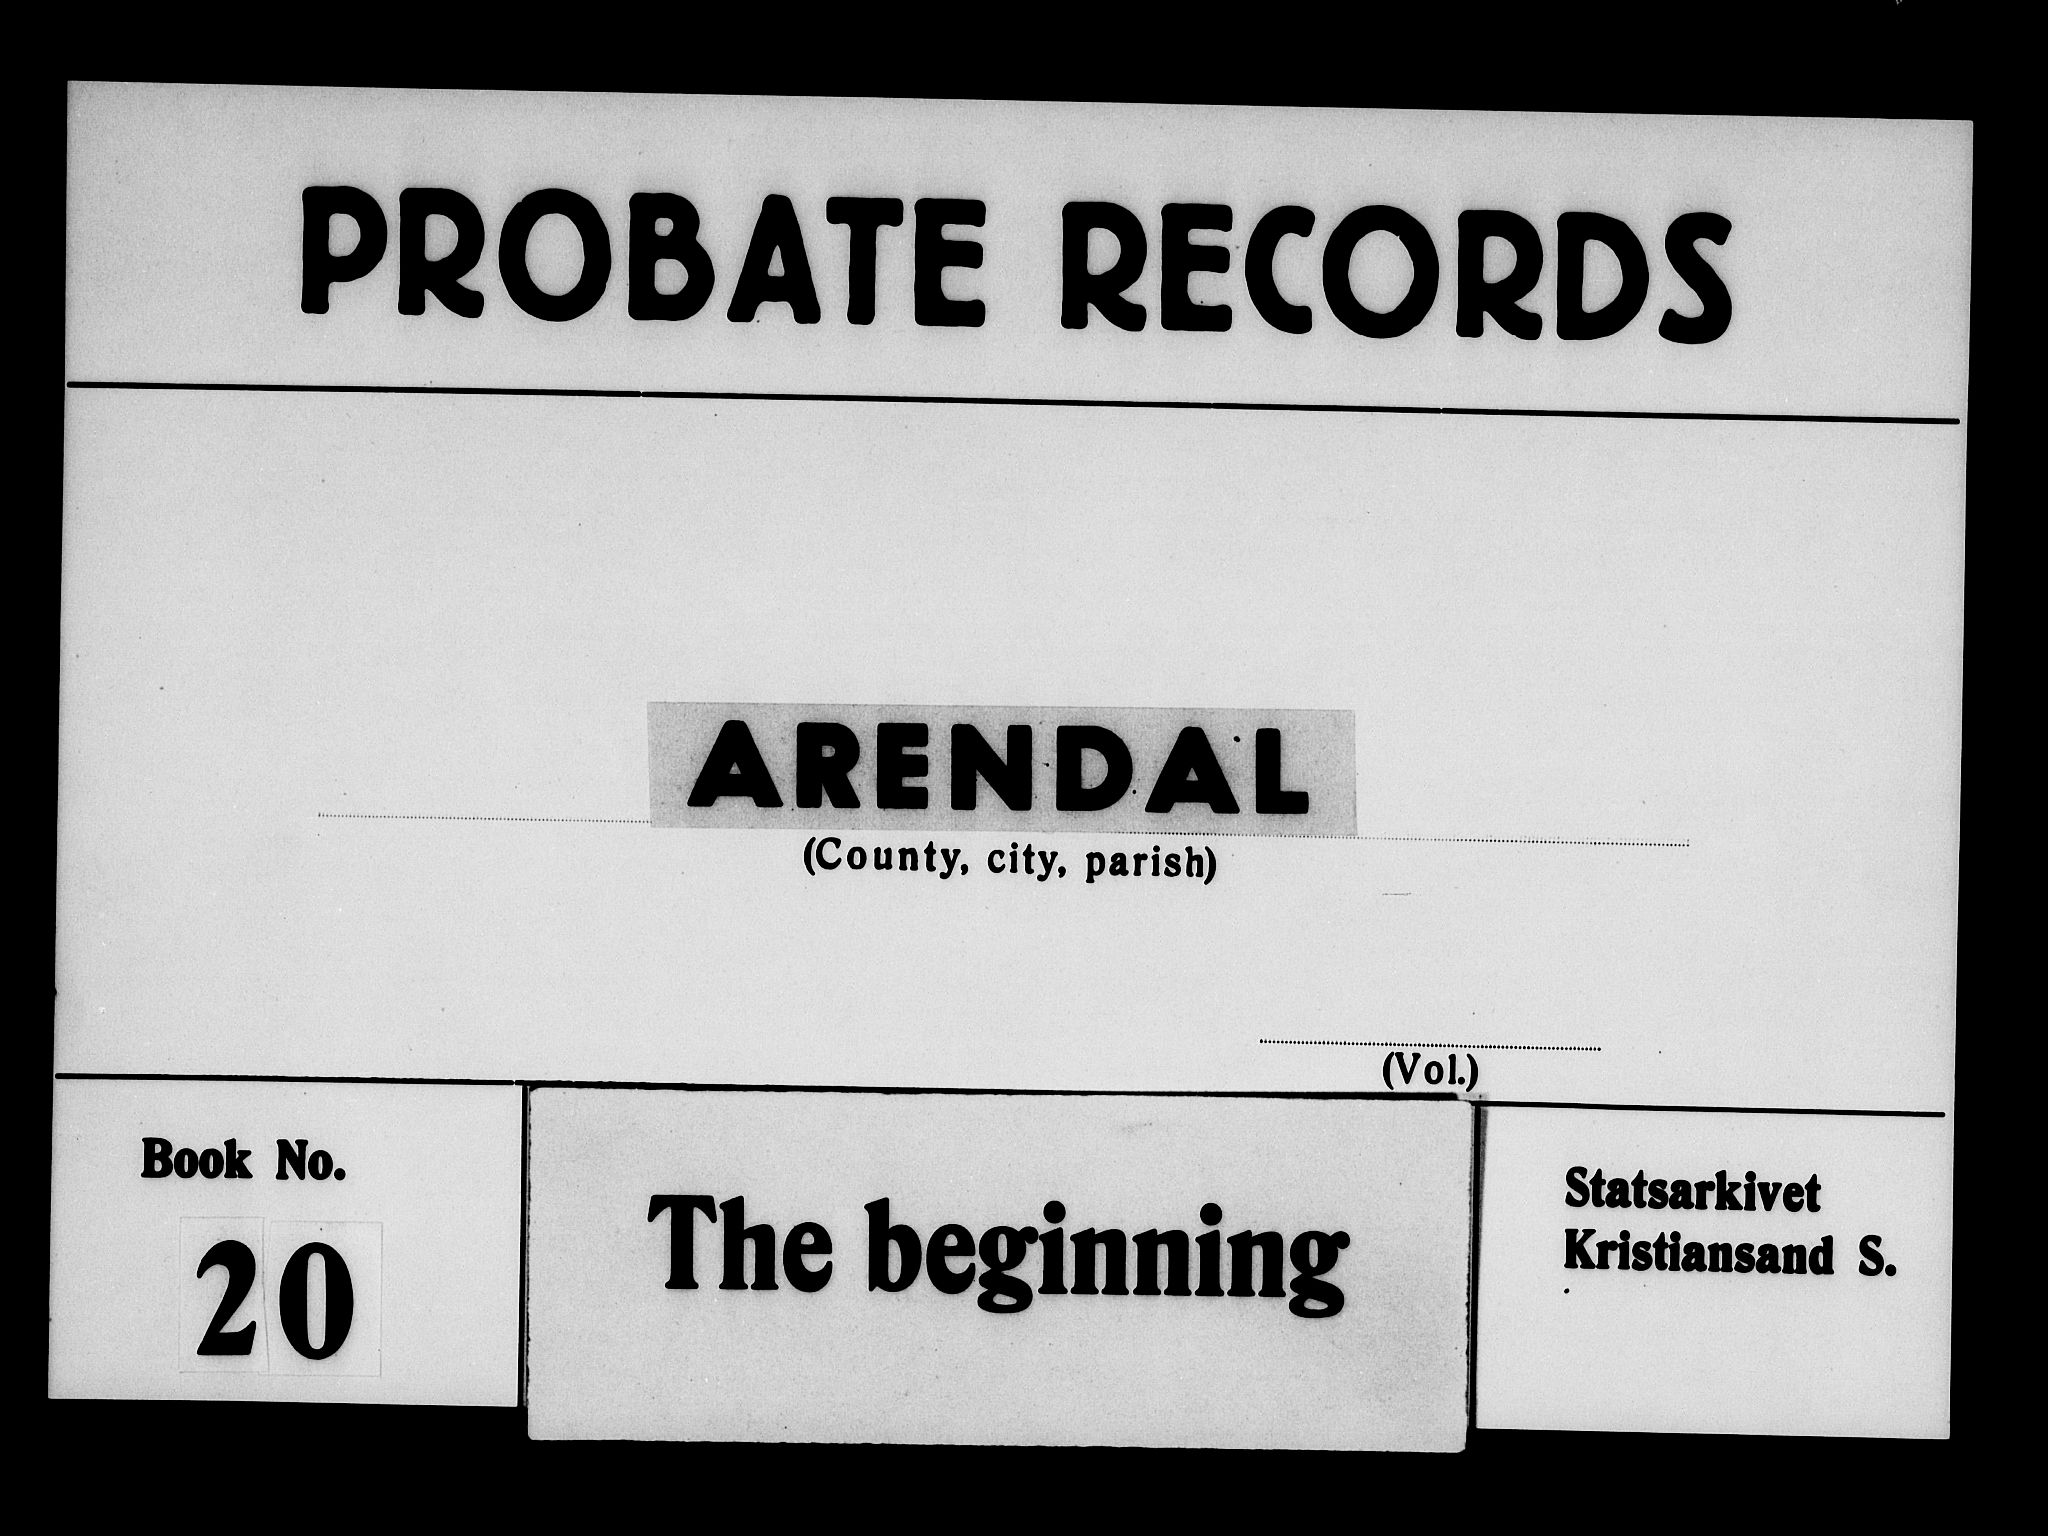 PROBATE RECORDS
ARENDAL
(County, city, parish)
(Vol.)
Book No.
20
The beginning
Statsarkivet
Kristiansand S.